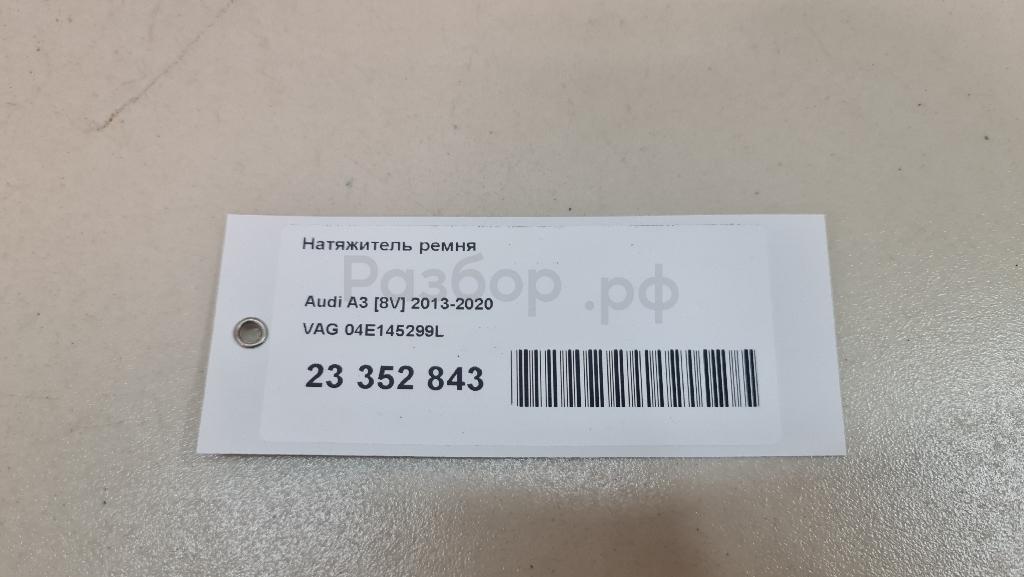 Натяжитель ремня
Разбор.рф
Audi A3 [8V] 2013-2020
VAG 04E145299L
23 352 843